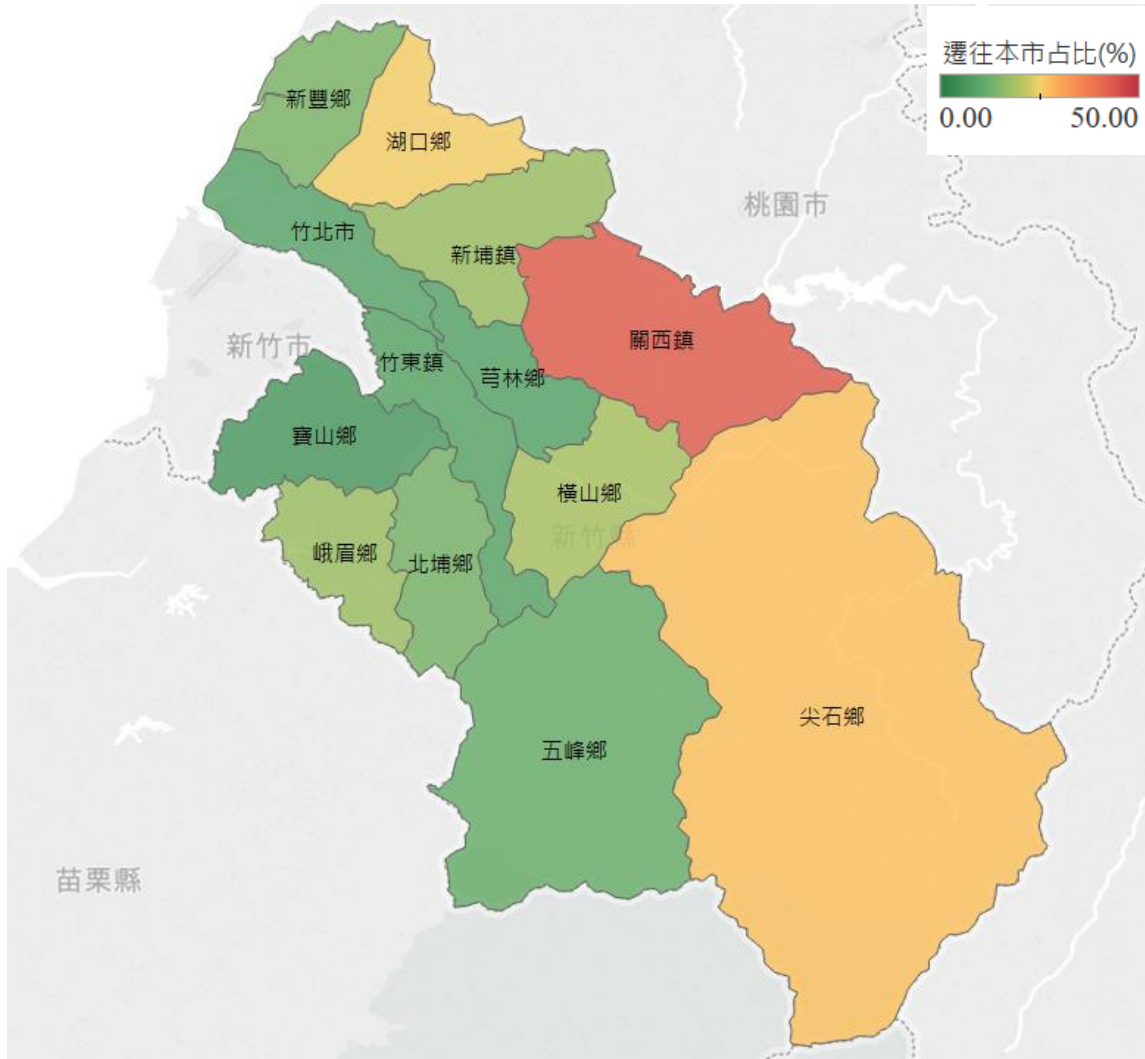 遷往本市占比(%)
0.00 50.00
新豐鄉
湖口鄉
桃園市
竹北市
新埔鎮
新竹市
關西鎮
竹東鎮
芎林鄉
寶山鄉
橫山鄉
新竹縣
峨眉鄉
北埔鄉
尖石鄉
五峰鄉
苗栗縣